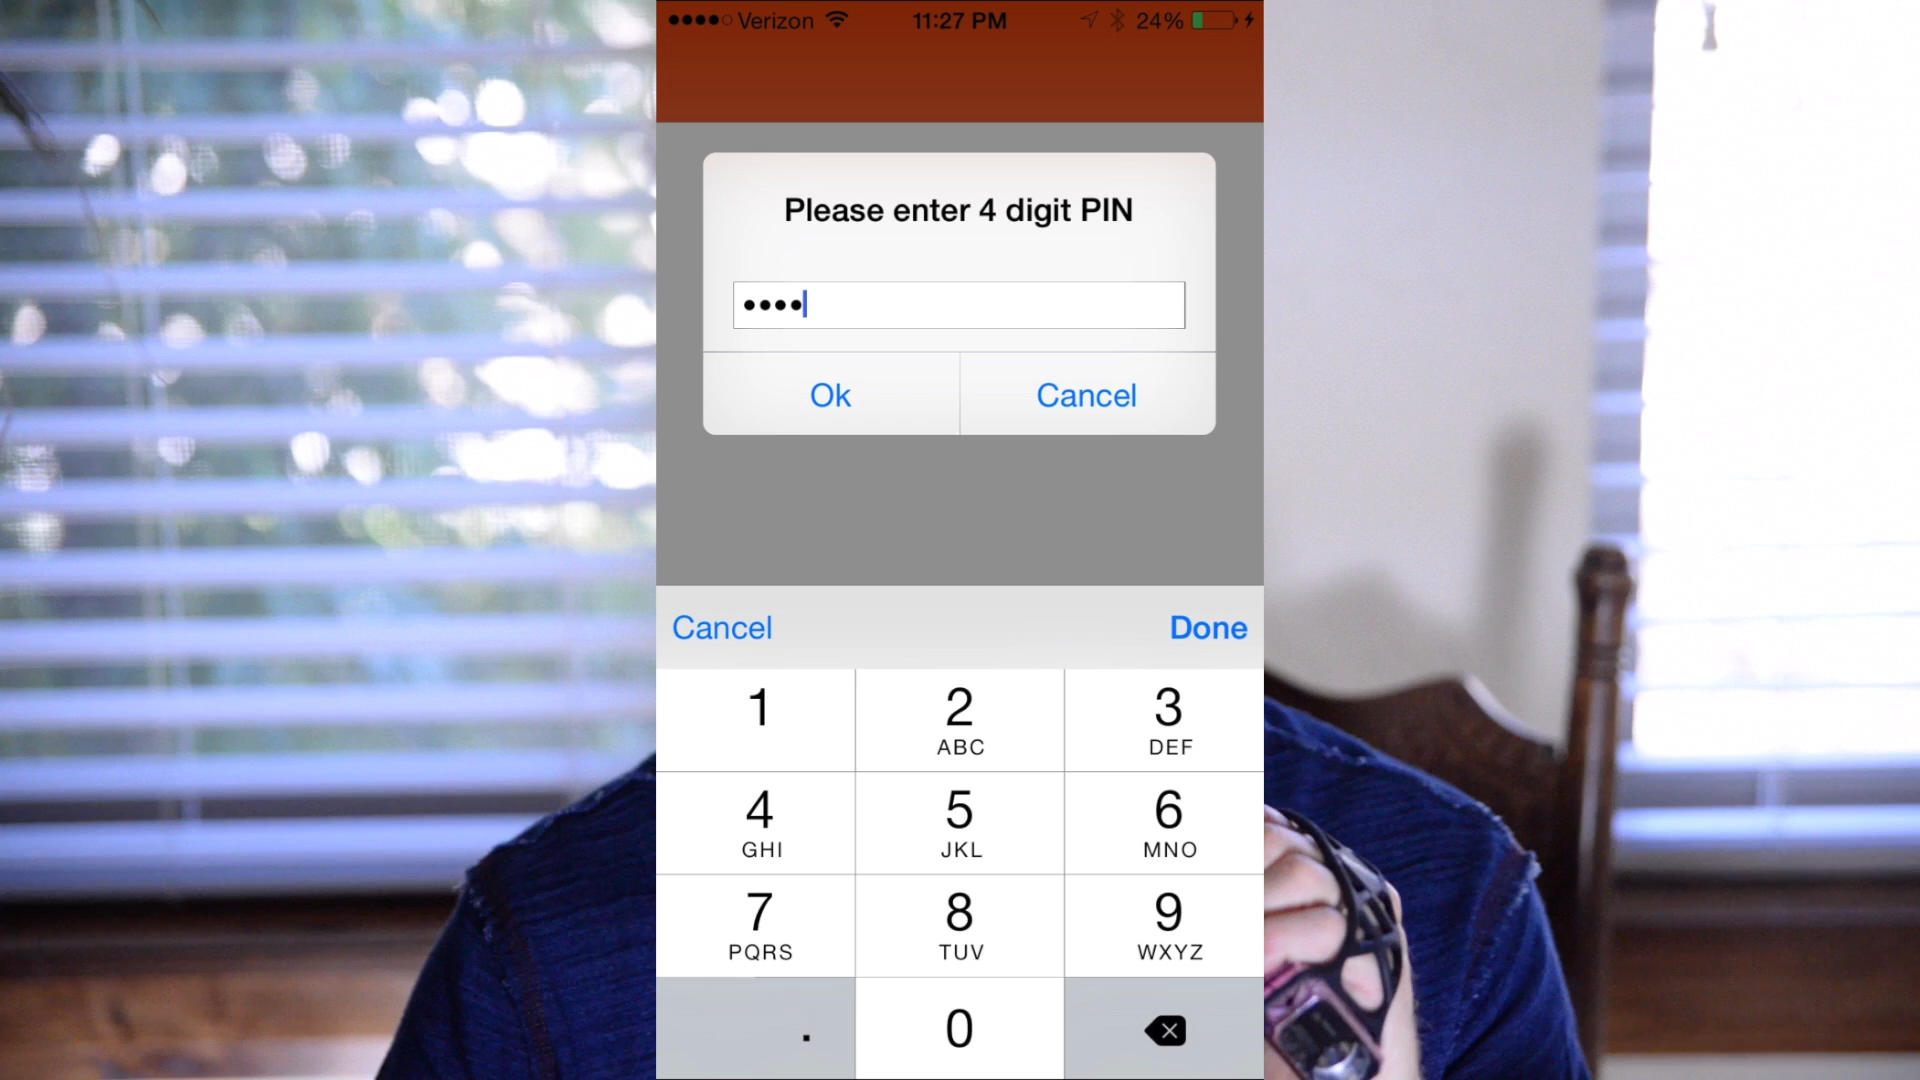 Verizon 11:27 PM 24%
Please enter 4 digit PIN
••••
Ok Cancel
Cancel Done
1 2 3
ABC DEF
4 5 6
GHI JKL MNO
7 8 9
PQRS TUV WXYZ
. 0